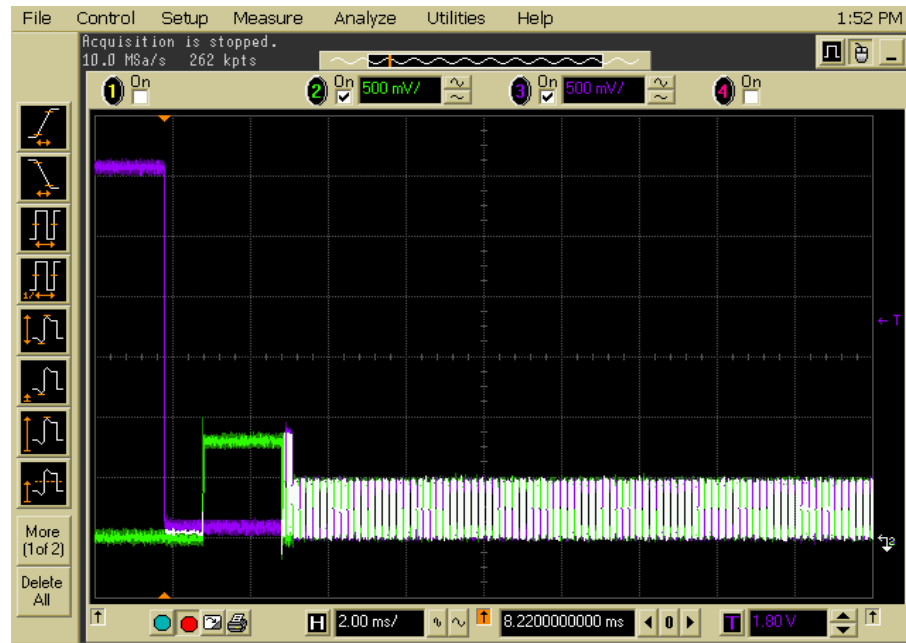 File Control Setup Measure Analyze Utilities Help 1:52 PM
Acquisition is stopped.
10.0 MSa/s 262 kpts
1 On 2 On 500 mV/ 3 On 500 mV/ 4 On
T
More
(1of 2)
2
Delete
All
H 2.00 ms/ 8.2200000000 ms 0 T 1.80 V